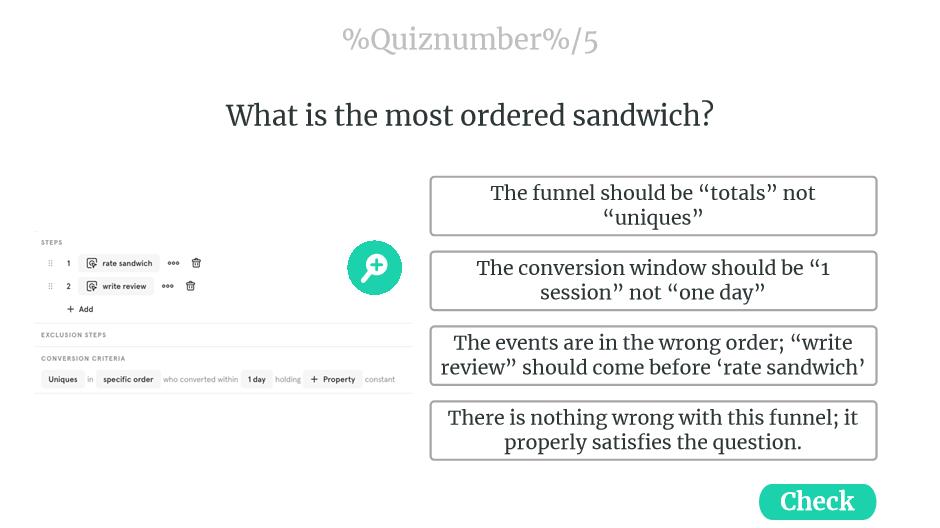 %Quiznumber%/5
What is the most ordered sandwich?
STEPS
1 rate sandwich
2 write review
+ Add
EXCLUSION STEPS
CONVERSION CRITERIA
Uniques in specific order who converted within 1 day holding + Property constant
The funnel should be “totals” not
“uniques”
The conversion window should be “1
session” not “one day”
The events are in the wrong order; “write
review” should come before ‘rate sandwich’
There is nothing wrong with this funnel; it
properly satisfies the question.
Check